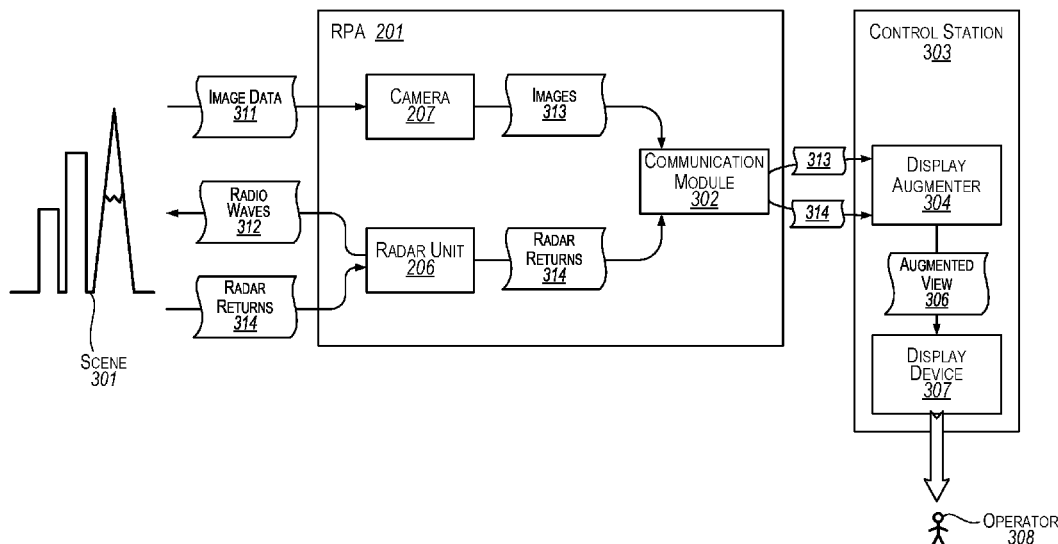 RPA 201
CONTROL STATION
303
IMAGE DATA
311
CAMERA
207
IMAGES
313
COMMUNICATION
MODULE
302
313
314
DISPLAY
AUGMENTER
304
RADIO
WAVES
312
RADAR UNIT
206
RADAR
RETURNS
314
RADAR
RETURNS
314
AUGMENTED
VIEW
306
SCENE
301
DISPLAY
DEVICE
307
OPERATOR
308